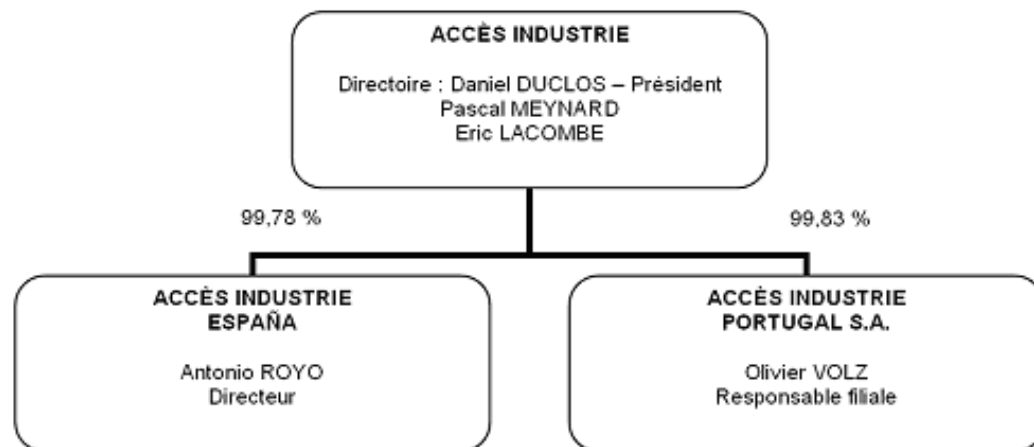 ACCÈS INDUSTRIE
Directoire : Daniel DUCLOS – Président
Pascal MEYNARD
Eric LACOMBE
99,78 %
99,83 %
ACCÈS INDUSTRIE
ESPAÑA
Antonio ROYO
Directeur
ACCÈS INDUSTRIE
PORTUGAL S.A.
Olivier VOLZ
Responsable filiale